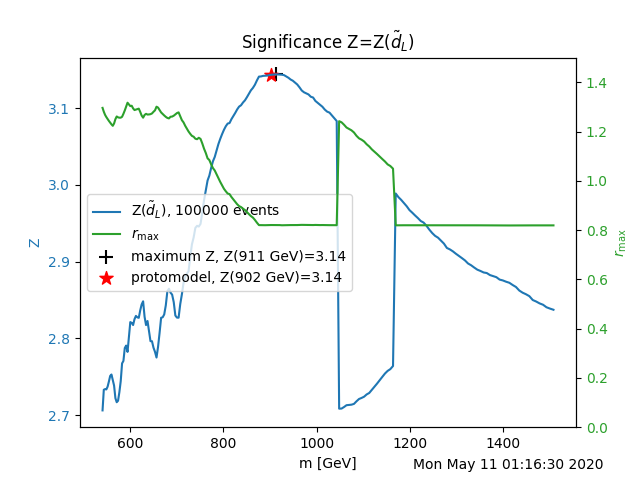 Significance Z=Z(d̃_L)
3.1
3.0
2.9
2.8
2.7
Z
1.4
1.2
1.0
0.8
0.6
0.4
0.2
0.0
r_max
Z(d̃_L), 100000 events
r_max
maximum Z, Z(911 GeV)=3.14
protomodel, Z(902 GeV)=3.14
600 800 1000 1200 1400
m [GeV]
Mon May 11 01:16:30 2020